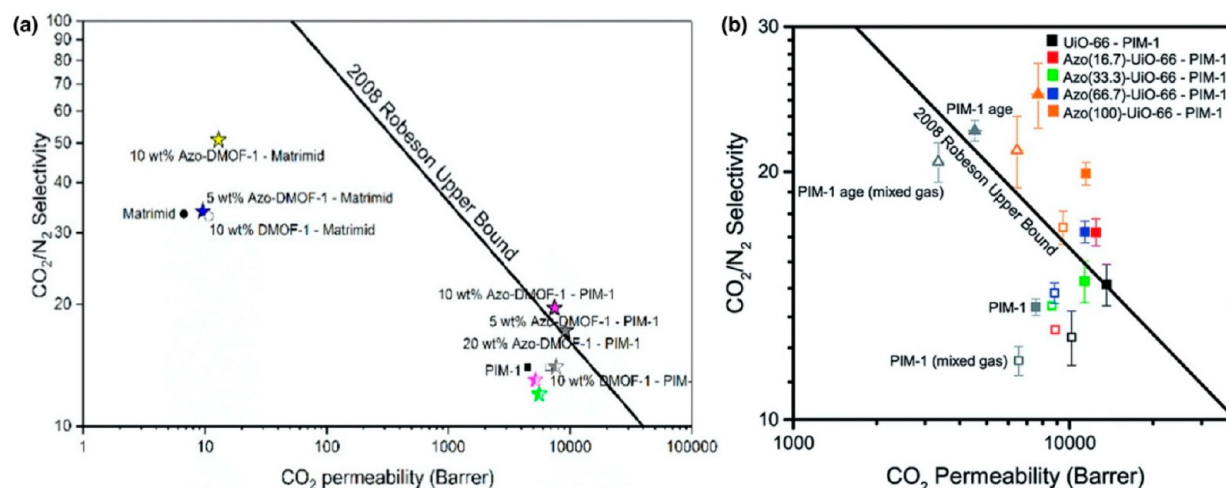 (a)
100
90
80
70
60
50
40
30
20
10
CO₂/N₂ Selectivity
2008 Robeson Upper Bound
10 wt% Azo-DMOF-1 - Matrimid
5 wt% Azo-DMOF-1 - Matrimid
Matrimid
10 wt% DMOF-1 - Matrimid
10 wt% Azo-DMOF-1 - PIM-1
5 wt% Azo-DMOF-1 - PIM-1
20 wt% Azo-DMOF-1 - PIM-1
PIM-1
10 wt% DMOF-1 - PIM-
1 10 100 1000 10000 100000
CO₂ permeability (Barrer)
(b)
30
20
10
CO₂/N₂ Selectivity
UiO-66 - PIM-1
Azo(16.7)-UiO-66 - PIM-1
Azo(33.3)-UiO-66 - PIM-1
Azo(66.7)-UiO-66 - PIM-1
Azo(100)-UiO-66 - PIM-1
PIM-1 age
2008 Robeson Upper Bound
PIM-1 age (mixed gas)
PIM-1
PIM-1 (mixed gas)
1000 10000
CO₂ Permeability (Barrer)